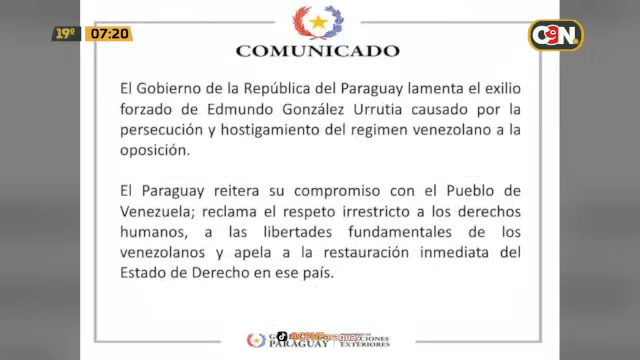 19º 07:20
C9N
COMUNICADO
El Gobierno de la República del Paraguay lamenta el exilio
forzado de Edmundo González Urrutia causado por la
persecución y hostigamiento del regimen venezolano a la
oposición.
El Paraguay reitera su compromiso con el Pueblo de
Venezuela; reclama el respeto irrestricto a los derechos
humanos, a las libertades fundamentales de los
venezolanos y apela a la restauración inmediata del
Estado de Derecho en ese país.
PARAGUAY
EXTERIORES